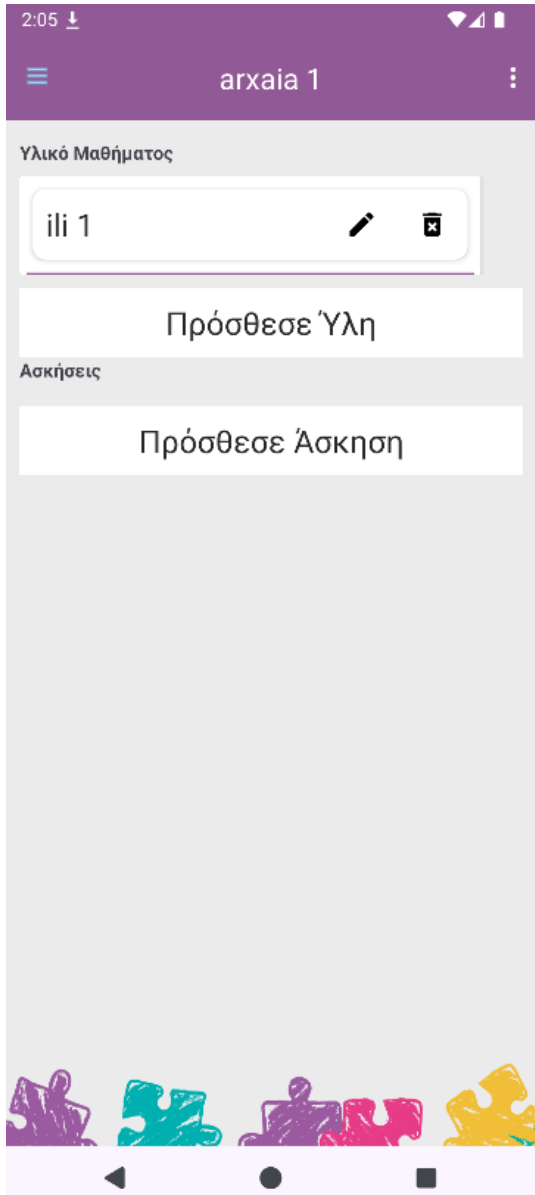 2:05
arxaia 1
Υλικό Μαθήματος
ili 1
Πρόσθεσε Ύλη
Ασκήσεις
Πρόσθεσε Άσκηση